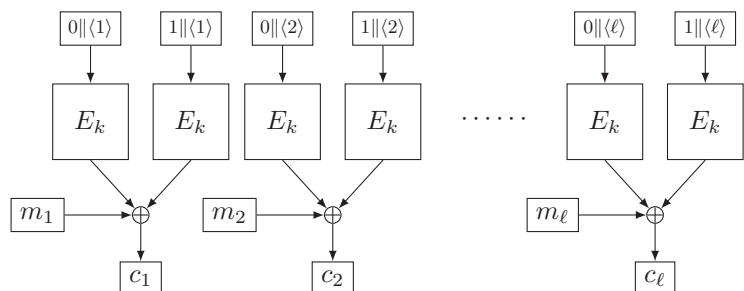 0∥⟨1⟩ 1∥⟨1⟩ 0∥⟨2⟩ 1∥⟨2⟩ 0∥⟨ℓ⟩ 1∥⟨ℓ⟩
E_k E_k E_k E_k ······ E_k E_k
m_1 ⊕ m_2 ⊕ m_ℓ ⊕
c_1 c_2 c_ℓ